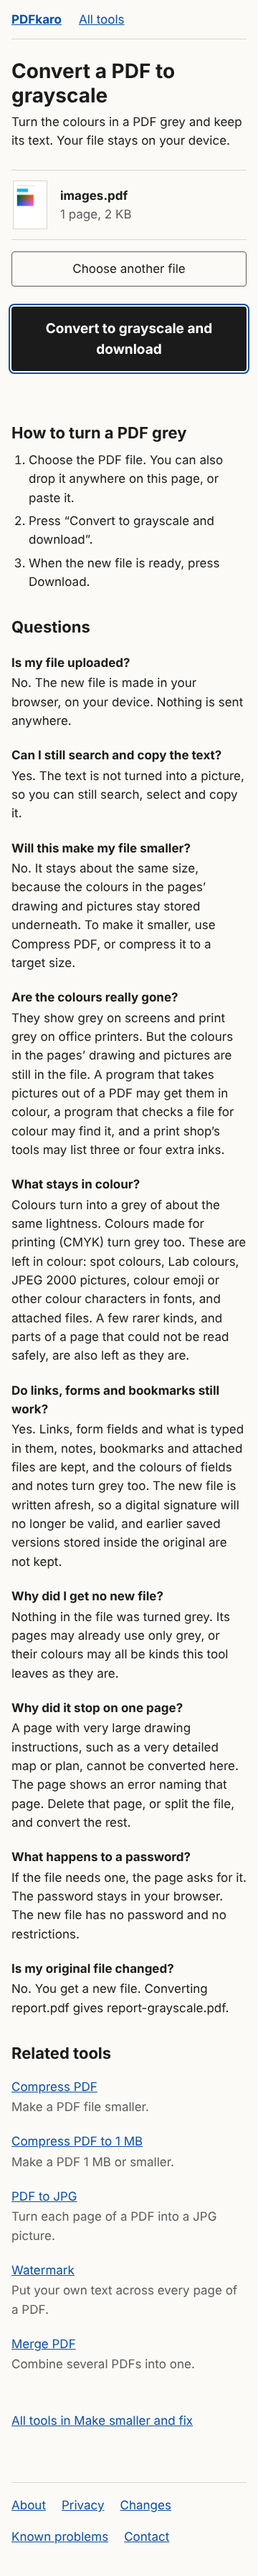 PDFkaro All tools
Convert a PDF to
grayscale
Turn the colours in a PDF grey and keep
its text. Your file stays on your device.
images.pdf
1 page, 2 KB
Choose another file
Convert to grayscale and
download
How to turn a PDF grey
1. Choose the PDF file. You can also
drop it anywhere on this page, or
paste it.
2. Press “Convert to grayscale and
download”.
3. When the new file is ready, press
Download.
Questions
Is my file uploaded?
No. The new file is made in your
browser, on your device. Nothing is sent
anywhere.
Can I still search and copy the text?
Yes. The text is not turned into a picture,
so you can still search, select and copy
it.
Will this make my file smaller?
No. It stays about the same size,
because the colours in the pages’
drawing and pictures stay stored
underneath. To make it smaller, use
Compress PDF, or compress it to a
target size.
Are the colours really gone?
They show grey on screens and print
grey on office printers. But the colours
in the pages’ drawing and pictures are
still in the file. A program that takes
pictures out of a PDF may get them in
colour, a program that checks a file for
colour may find it, and a print shop’s
tools may list three or four extra inks.
What stays in colour?
Colours turn into a grey of about the
same lightness. Colours made for
printing (CMYK) turn grey too. These are
left in colour: spot colours, Lab colours,
JPEG 2000 pictures, colour emoji or
other colour characters in fonts, and
attached files. A few rarer kinds, and
parts of a page that could not be read
safely, are also left as they are.
Do links, forms and bookmarks still
work?
Yes. Links, form fields and what is typed
in them, notes, bookmarks and attached
files are kept, and the colours of fields
and notes turn grey too. The new file is
written afresh, so a digital signature will
no longer be valid, and earlier saved
versions stored inside the original are
not kept.
Why did I get no new file?
Nothing in the file was turned grey. Its
pages may already use only grey, or
their colours may all be kinds this tool
leaves as they are.
Why did it stop on one page?
A page with very large drawing
instructions, such as a very detailed
map or plan, cannot be converted here.
The page shows an error naming that
page. Delete that page, or split the file,
and convert the rest.
What happens to a password?
If the file needs one, the page asks for it.
The password stays in your browser.
The new file has no password and no
restrictions.
Is my original file changed?
No. You get a new file. Converting
report.pdf gives report-grayscale.pdf.
Related tools
Compress PDF
Make a PDF file smaller.
Compress PDF to 1 MB
Make a PDF 1 MB or smaller.
PDF to JPG
Turn each page of a PDF into a JPG
picture.
Watermark
Put your own text across every page of
a PDF.
Merge PDF
Combine several PDFs into one.
All tools in Make smaller and fix
About Privacy Changes
Known problems Contact